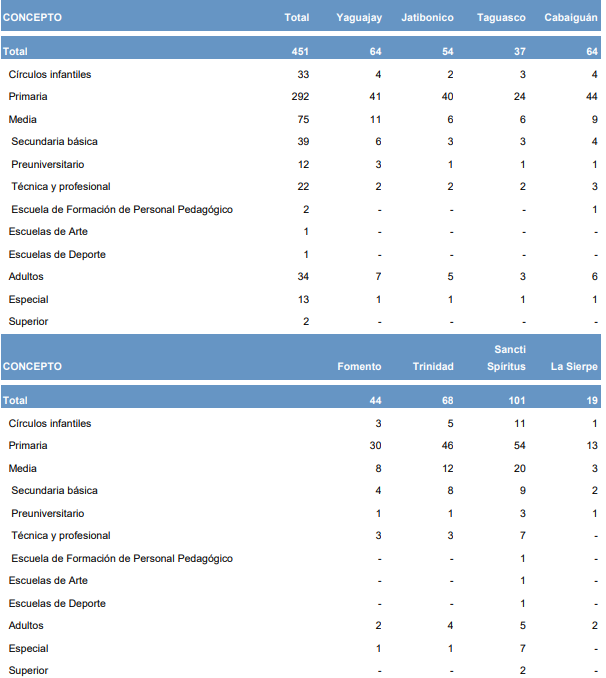 CONCEPTO Total Yaguajay Jatibonico Taguasco Cabaiguán
Total 451 64 54 37 64
Círculos infantiles 33 4 2 3 4
Primaria 292 41 40 24 44
Media 75 11 6 6 9
Secundaria básica 39 6 3 3 4
Preuniversitario 12 3 1 1 1
Técnica y profesional 22 2 2 2 3
Escuela de Formación de Personal Pedagógico 2 - - - 1
Escuelas de Arte 1 - - - -
Escuelas de Deporte 1 - - - -
Adultos 34 7 5 3 6
Especial 13 1 1 1 1
Superior 2 - - - -
Sancti
CONCEPTO Fomento Trinidad Spíritus La Sierpe
Total 44 68 101 19
Círculos infantiles 3 5 11 1
Primaria 30 46 54 13
Media 8 12 20 3
Secundaria básica 4 8 9 2
Preuniversitario 1 1 3 1
Técnica y profesional 3 3 7 -
Escuela de Formación de Personal Pedagógico - - 1 -
Escuelas de Arte - - 1 -
Escuelas de Deporte - - 1 -
Adultos 2 4 5 2
Especial 1 1 7 -
Superior - - 2 -